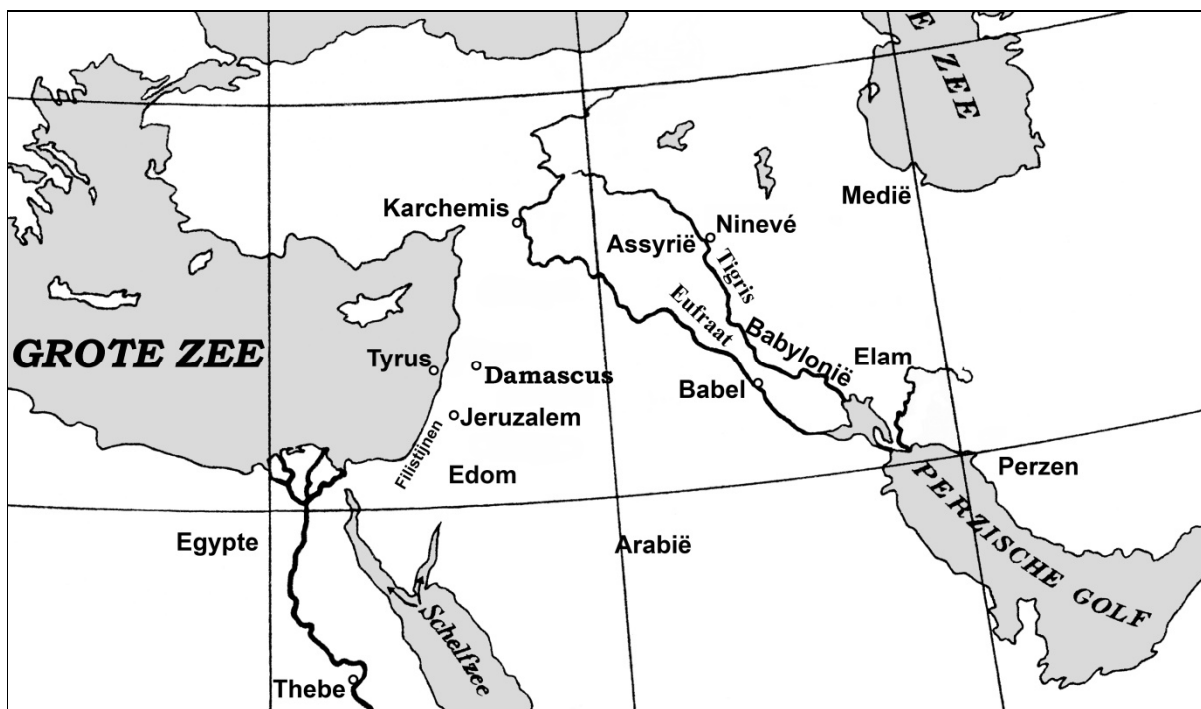 E ZEE
Medië
Karchemis
Ninevé
Assyrië
Tigris
Eufraat
GROTE ZEE
Babylonië
Tyrus
Damascus
Elam
Babel
Jeruzalem
Filistijnen
Edom
Perzen
PERZISCHE GOLF
Egypte
Arabië
Schelfzee
Thebe